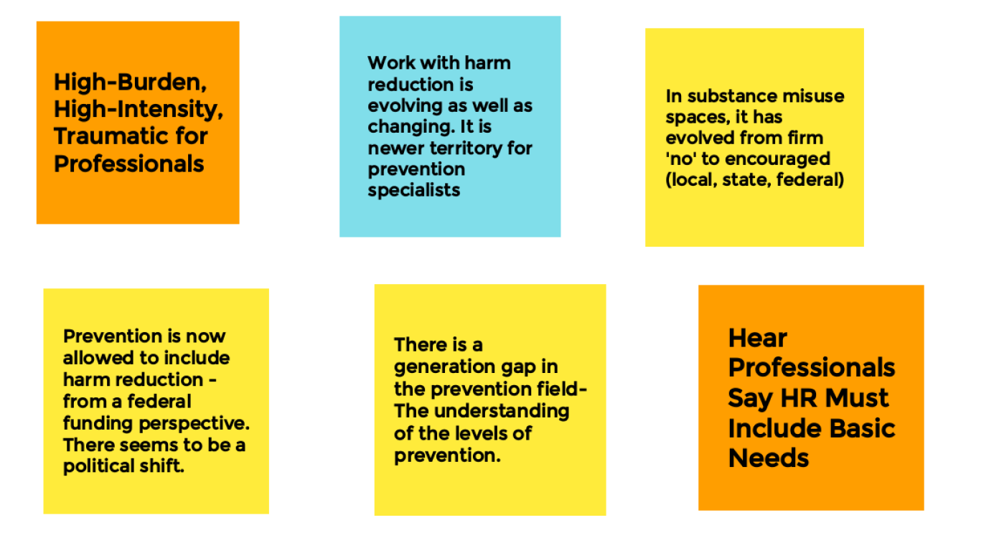 High-Burden,
High-Intensity,
Traumatic for
Professionals
Work with harm
reduction is
evolving as well as
changing. It is
newer territory for
prevention
specialists
In substance misuse
spaces, it has
evolved from firm
'no' to encouraged
(local, state, federal)
Prevention is now
allowed to include
harm reduction -
from a federal
funding perspective.
There seems to be a
political shift.
There is a
generation gap in
the prevention field-
The understanding
of the levels of
prevention.
Hear
Professionals
Say HR Must
Include Basic
Needs